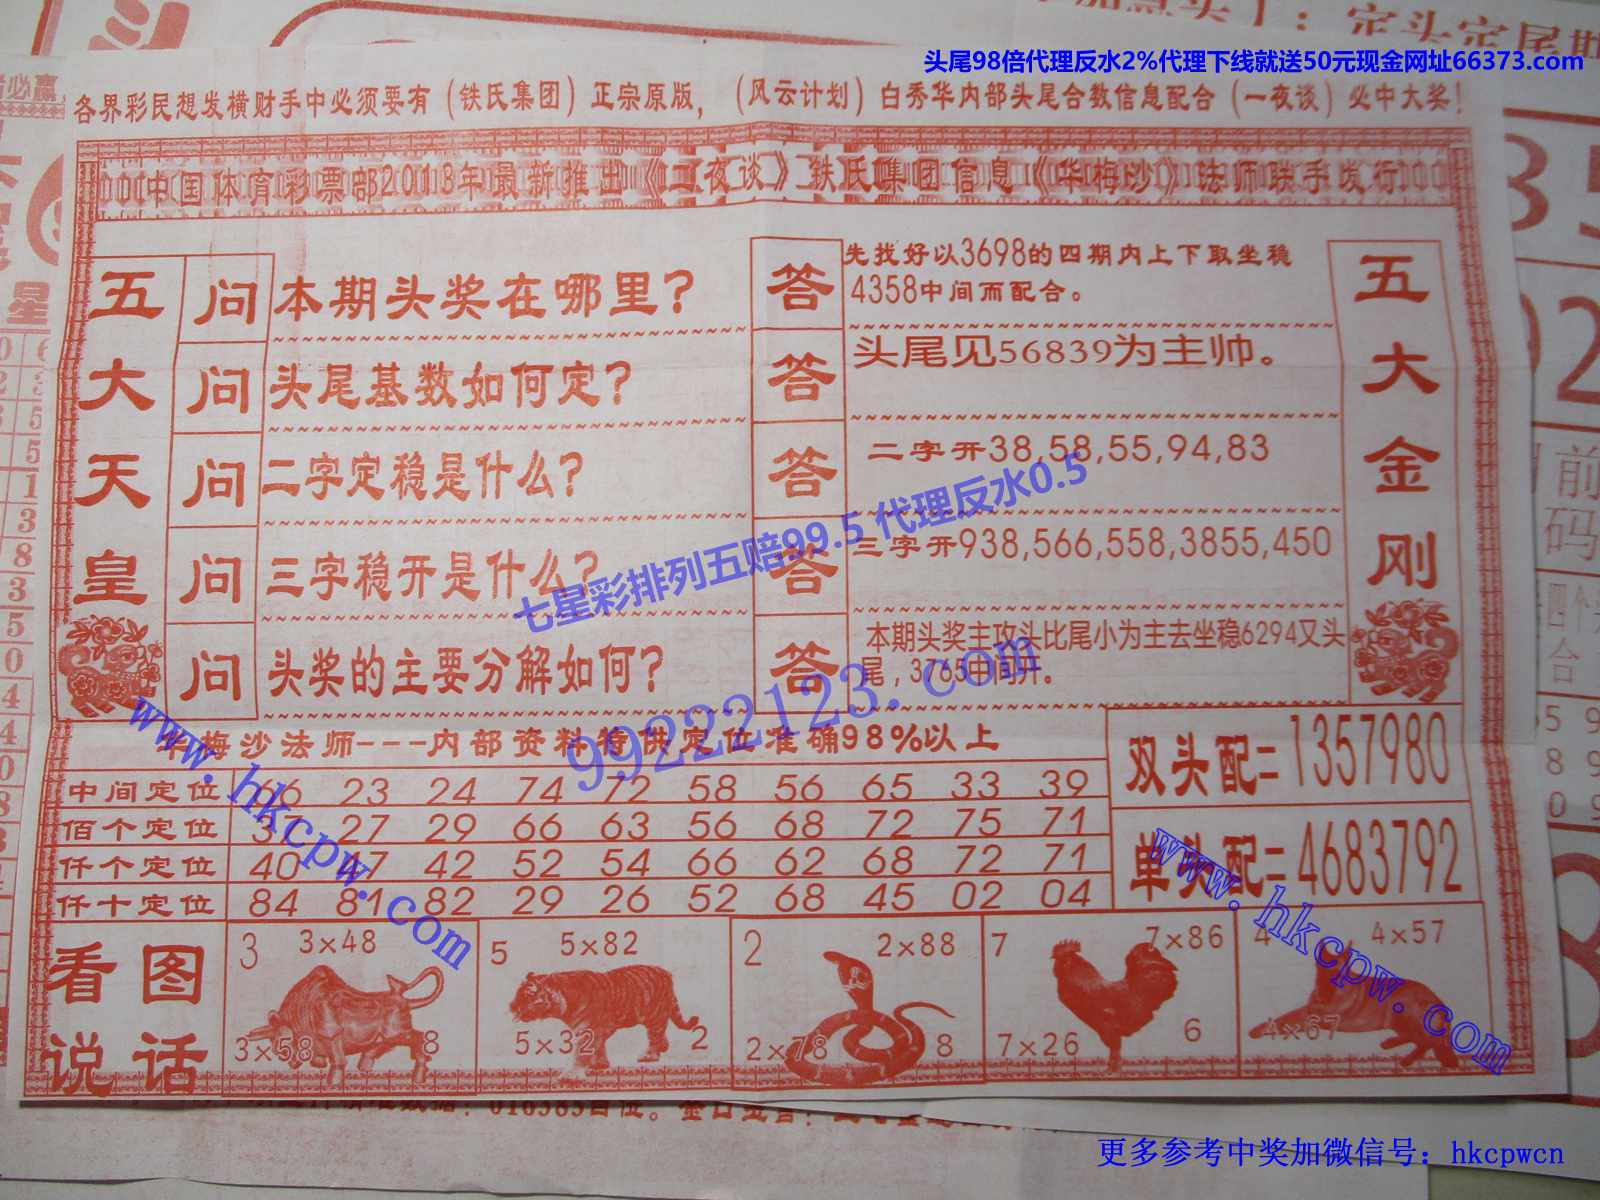 头尾98倍代理反水2%代理下线就送50元现金网址66373.com
各界彩民想发横财手中必须要有（铁氏集团）正宗原版，（风云计划）白秀华内部头尾合数信息配合（一夜谈）必中大奖！
中国体育彩票部2013年最新推出《一夜谈》铁氏集团信息《华梅沙》法师联手发行
五大天皇
问 本期头奖在哪里？
答 先找好以3698的四期内上下取坐稳
4358中间而配合。
问 头尾基数如何定？
答 头尾见56839为主帅。
问 二字定稳是什么？
答 二字开38,58,55,94,83
问 三字稳开是什么？
答 三字开938,566,558,3855,450
问 头奖的主要分解如何？
答 本期头奖主攻头比尾小为主去坐稳6294又头
尾，3765中间开。
五大金刚
七星彩排列五赔99.5 代理反水0.5
99222123.com
www.hkcpw.com
华梅沙法师---内部资料特供定位准确98%以上
中间定位 66 23 24 74 72 58 56 65 33 39
佰个定位 37 27 29 66 63 56 68 72 75 71
仟个定位 40 47 42 52 54 66 62 68 72 71
仟十定位 84 81 82 29 26 52 68 45 02 04
双头配=1357980
单头配=4683792
www.hkcpw.com
看图
说话
3 3×48
3×58 8
5 5×82
5×32 2
2 2×88
2×78 8
7 7×86
7×26 6
4 4×57
4×67
更多参考中奖加微信号：hkcpwcn